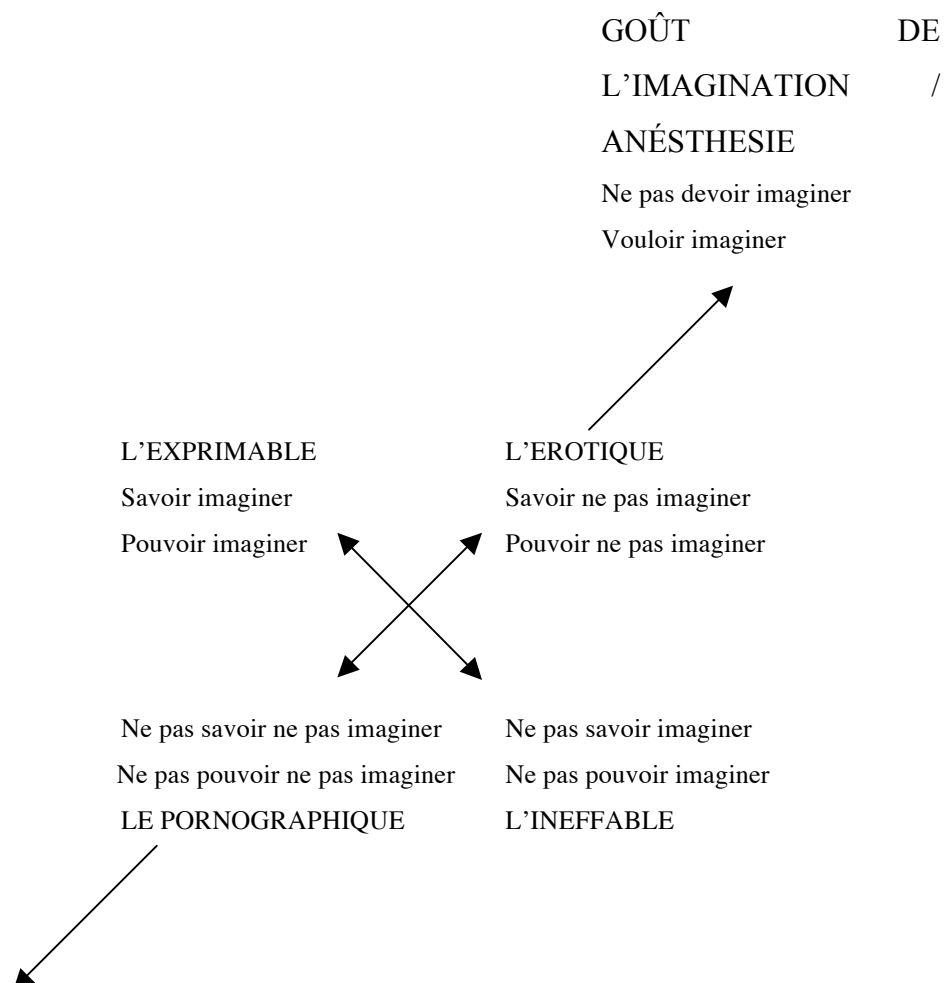 GOÛT DE
L’IMAGINATION /
ANÉSTHESIE
Ne pas devoir imaginer
Vouloir imaginer
L’EXPRIMABLE
Savoir imaginer
Pouvoir imaginer
L’EROTIQUE
Savoir ne pas imaginer
Pouvoir ne pas imaginer
Ne pas savoir ne pas imaginer
Ne pas pouvoir ne pas imaginer
LE PORNOGRAPHIQUE
Ne pas savoir imaginer
Ne pas pouvoir imaginer
L’INEFFABLE